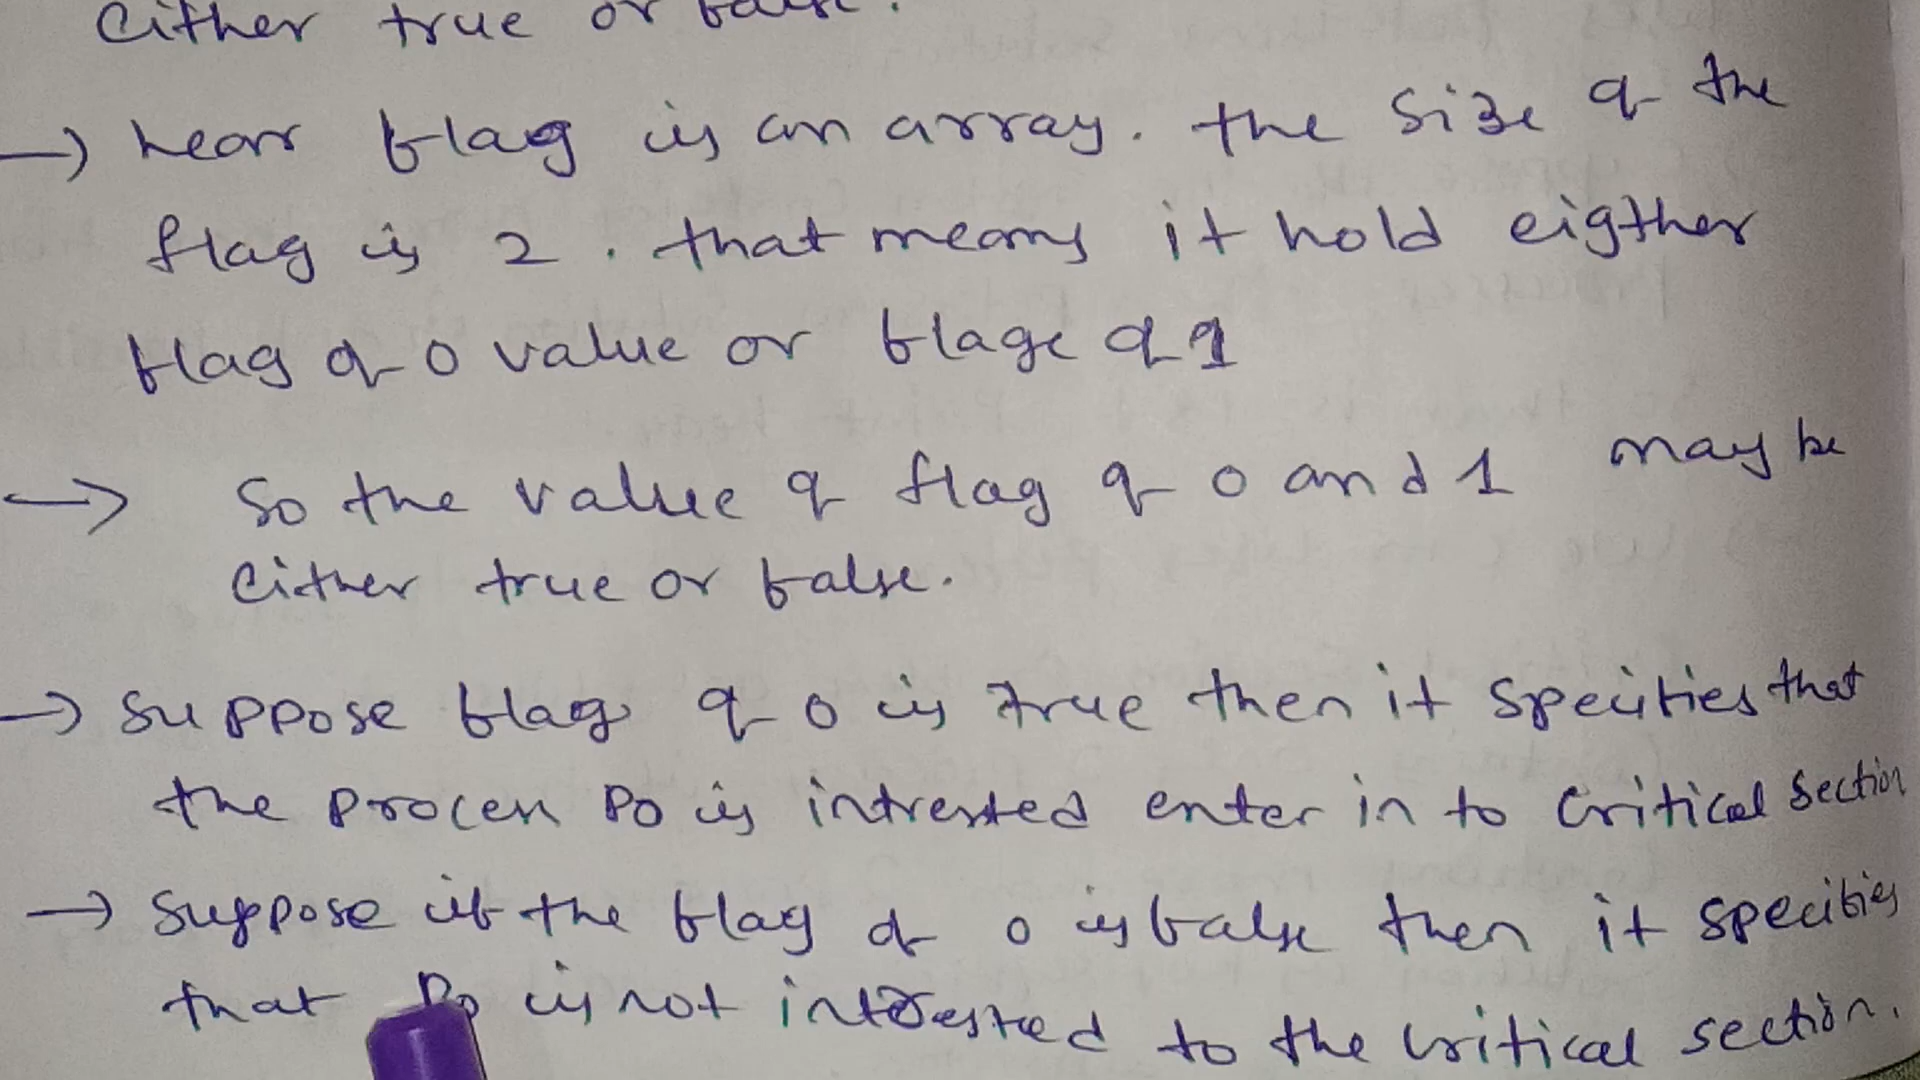 either true or false.
→ hear flag is an array. the size of the
flag is 2. that means it hold eigther
flag of 0 value or flage of 1
→ So the value of flag of 0 and 1 may be
either true or false.
→ Suppose flag of 0 is true then it specifies that
the process P0 is intrested enter in to critical section
→ Suppose if the flag of 0 is false then it specifies
that P0 is not interested to the critical section.